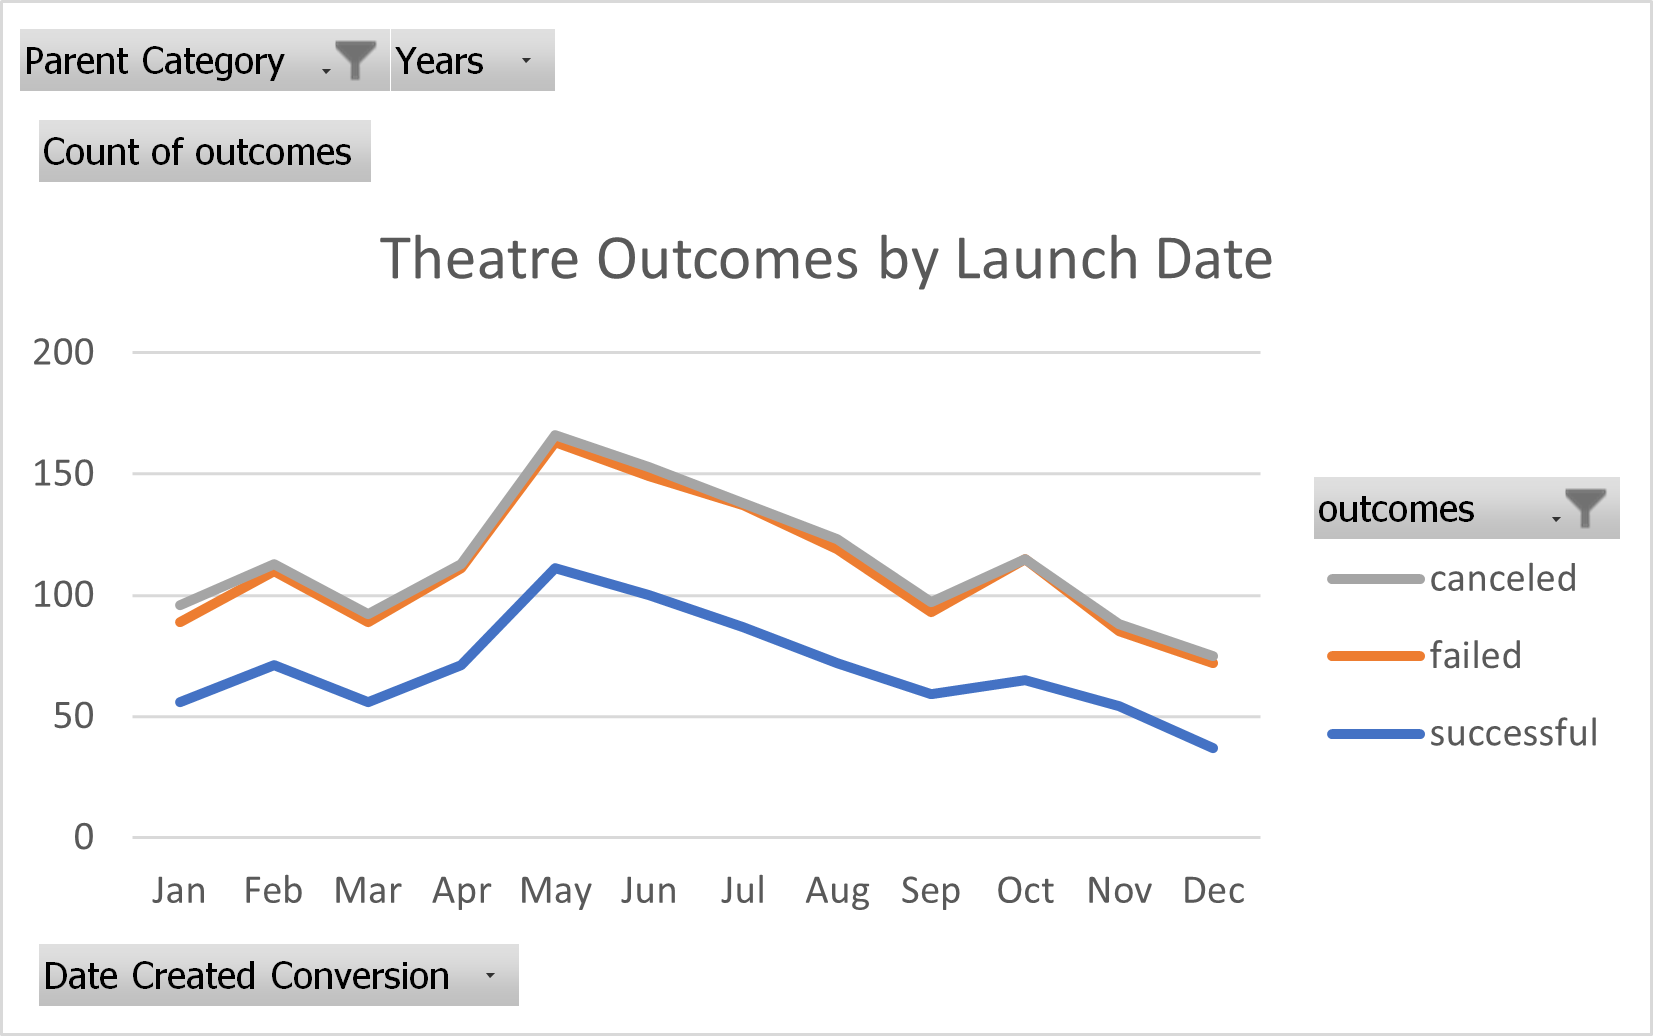 Parent Category Years
Count of outcomes
Theatre Outcomes by Launch Date
200
150
100
50
0
Jan Feb Mar Apr May Jun Jul Aug Sep Oct Nov Dec
outcomes
canceled
failed
successful
Date Created Conversion